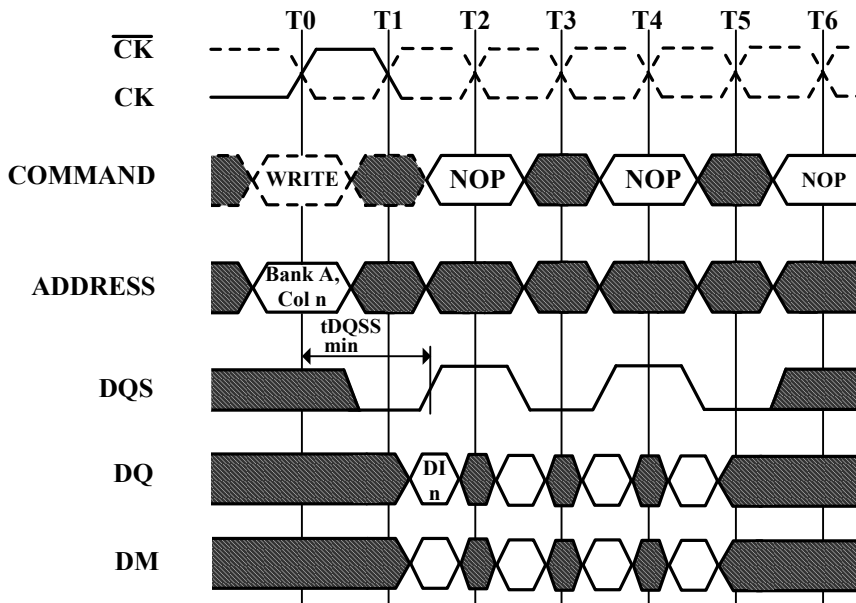 T0 T1 T2 T3 T4 T5 T6
CK
CK
COMMAND
WRITE NOP NOP NOP
ADDRESS
Bank A,
Col n
tDQSS
min
DQS
DQ
DI
n
DM